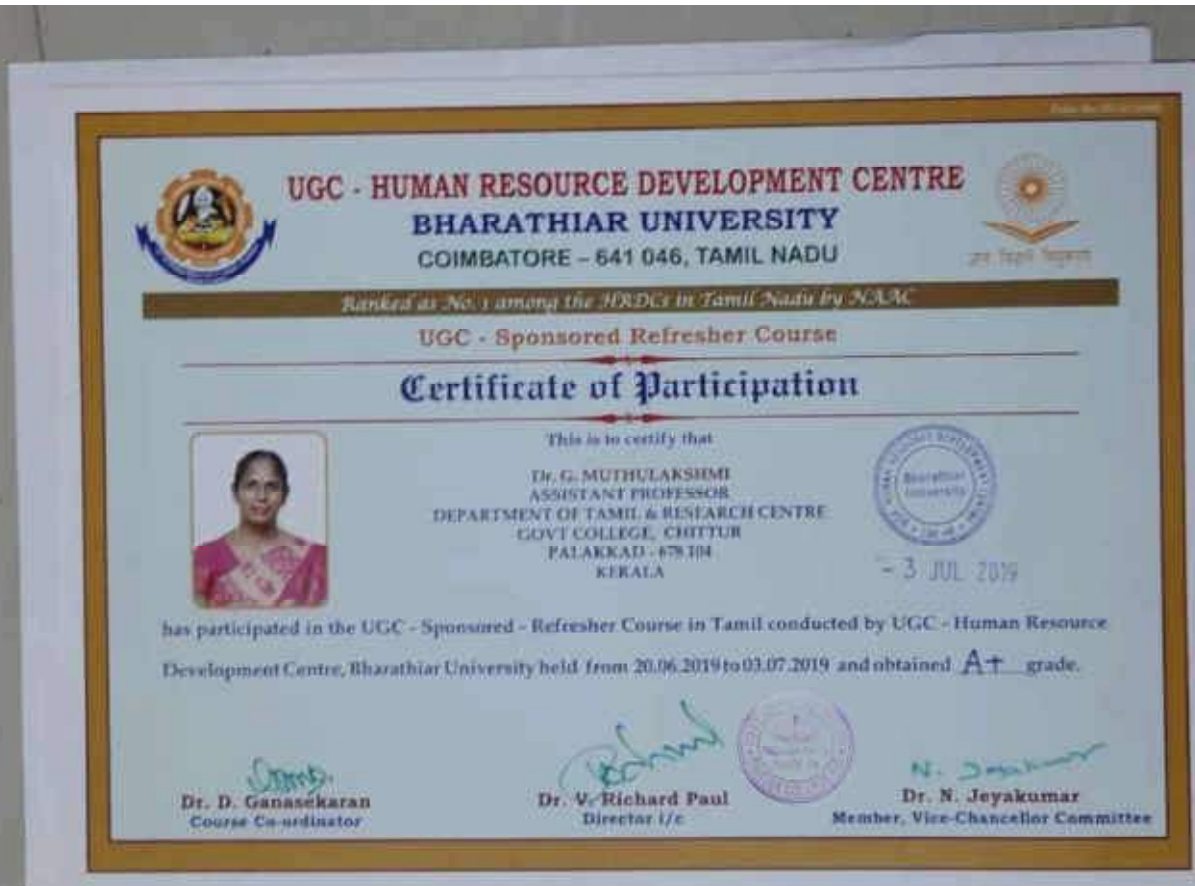 UGC - HUMAN RESOURCE DEVELOPMENT CENTRE
BHARATHIAR UNIVERSITY
COIMBATORE – 641 046, TAMIL NADU
Ranked as No. 1 among the HRDCs in Tamil Nadu by NAAC
UGC - Sponsored Refresher Course
Certificate of Participation
This is to certify that
Dr. G. MUTHULAKSHMI
ASSISTANT PROFESSOR
DEPARTMENT OF TAMIL & RESEARCH CENTRE
GOVT COLLEGE, CHITTUR
PALAKKAD - 678 104
KERALA
Bharathiar
University
- 3 JUL 2019
has participated in the UGC - Sponsored - Refresher Course in Tamil conducted by UGC - Human Resource
Development Centre, Bharathiar University held from 20.06.2019 to 03.07.2019 and obtained A+ grade.
Dr. D. Ganasekaran
Course Co-ordinator
Dr. V. Richard Paul
Director i/c
N. Jeyakumar
Dr. N. Jeyakumar
Member, Vice-Chancellor Committee